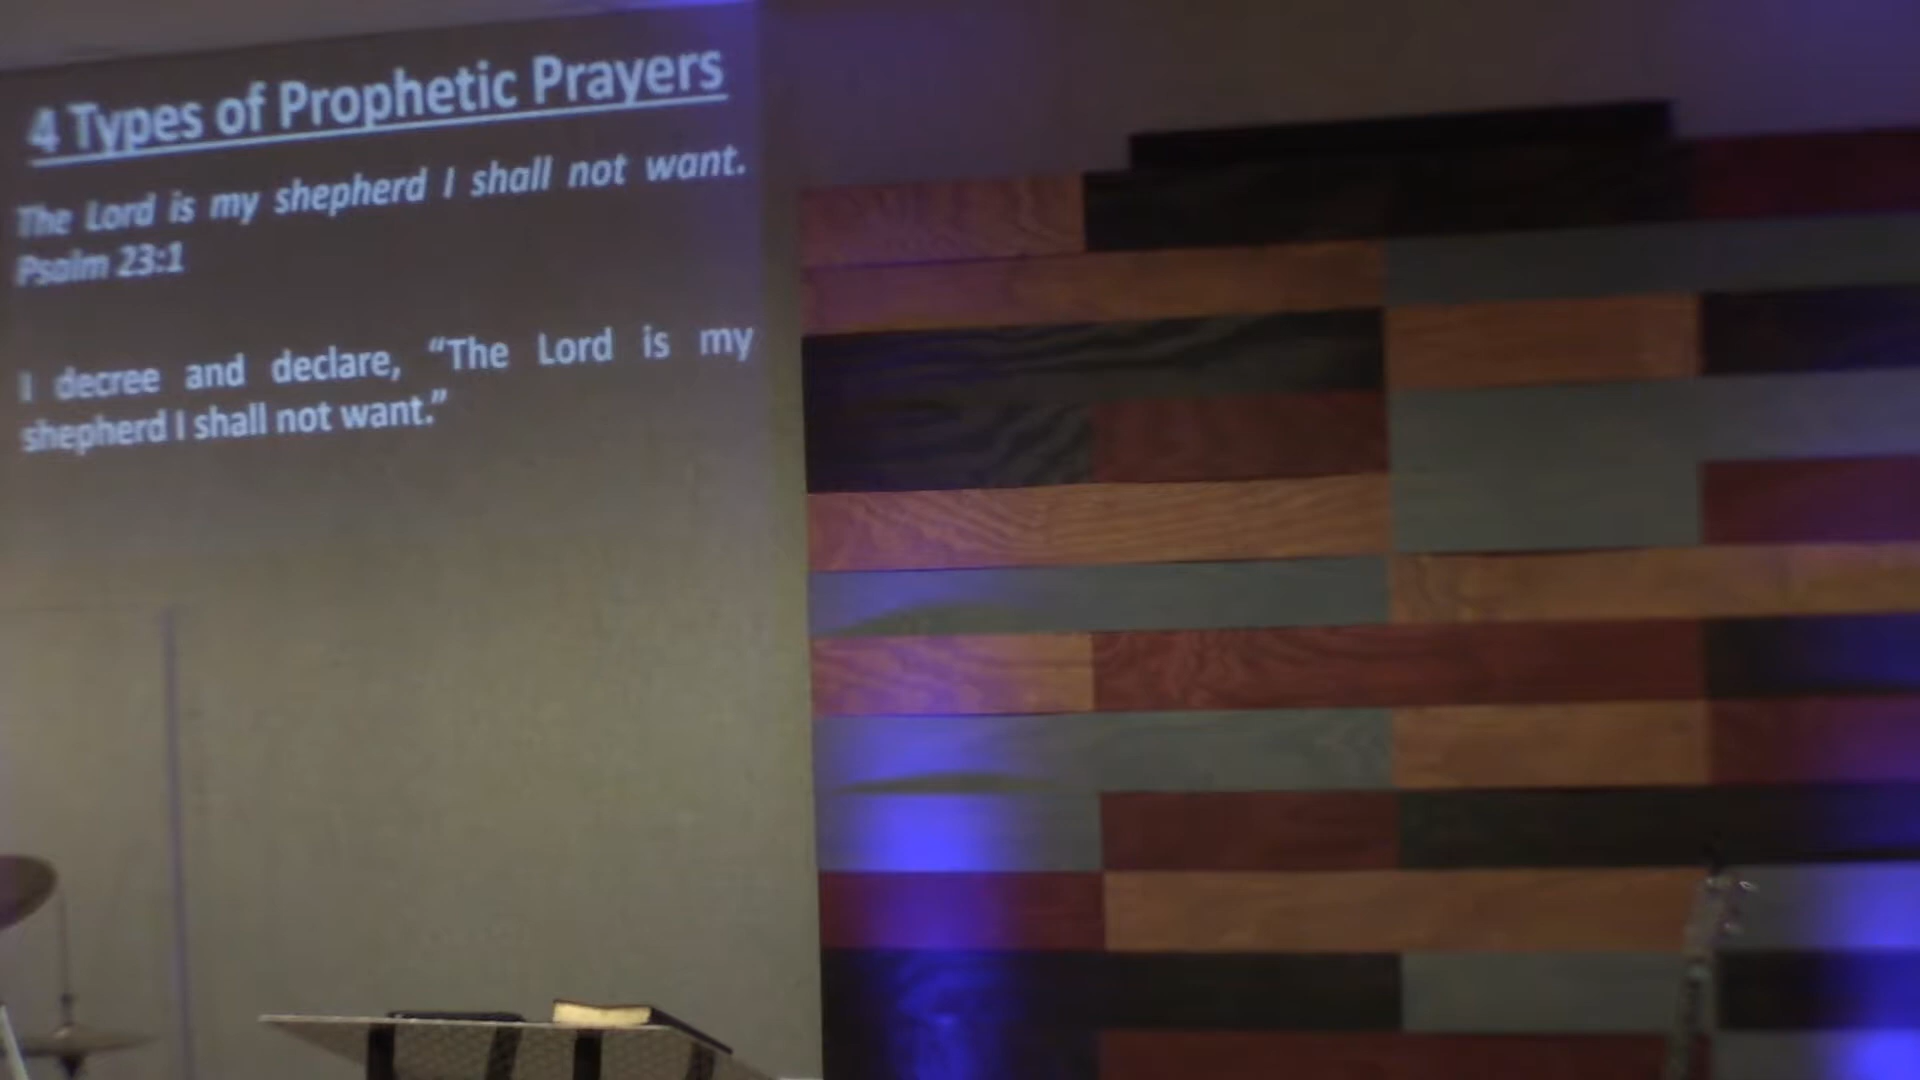 4 Types of Prophetic Prayers
The Lord is my shepherd I shall not want.
Psalm 23:1
I decree and declare, “The Lord is my
shepherd I shall not want.”